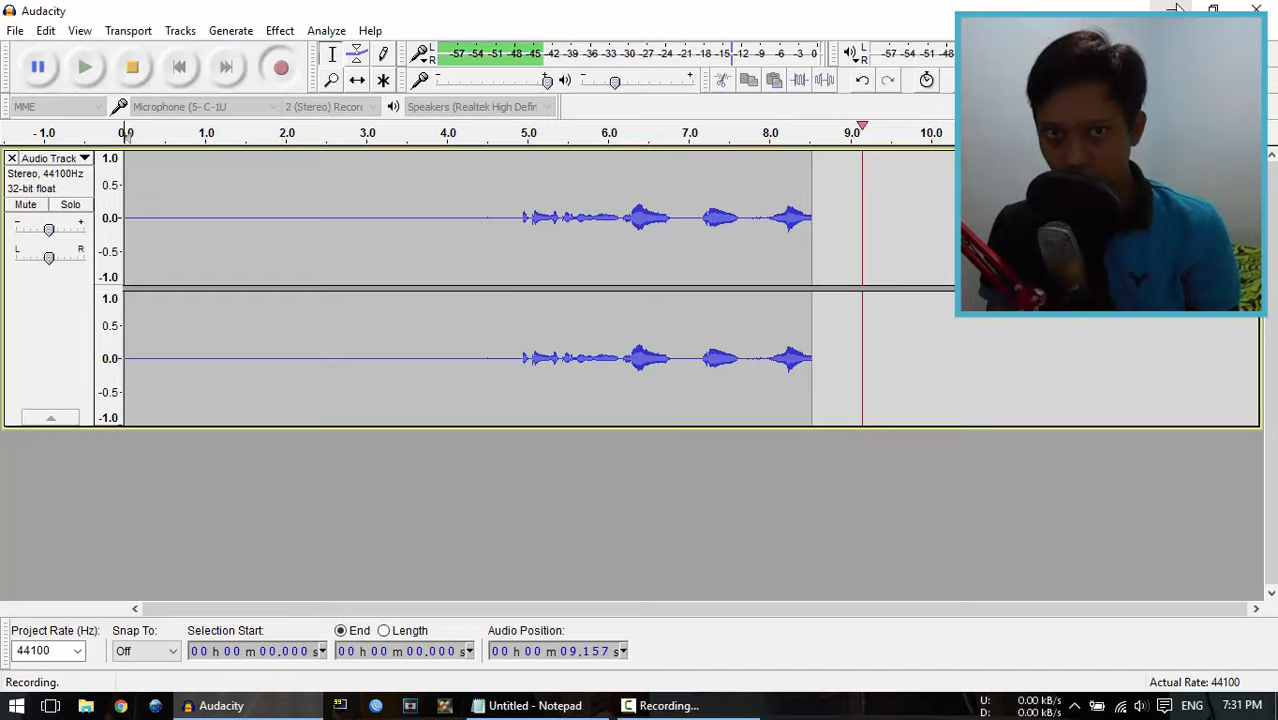 Audacity
File Edit View Transport Tracks Generate Effect Analyze Help
L R -57 -54 -51 -48 -45 -42 -39 -36 -33 -30 -27 -24 -21 -18 -15 -12 -9 -6 -3 0
L R -57 -54 -51 -48
MME Microphone (5- C-1U 2 (Stereo) Recorc Speakers (Realtek High Defir
- 1.0 0.0 1.0 2.0 3.0 4.0 5.0 6.0 7.0 8.0 9.0 10.0
Audio Track 1.0
Stereo, 44100Hz
32-bit float 0.5
Mute Solo
- + 0.0
L R -0.5
-1.0
1.0
0.5
0.0
-0.5
-1.0
Project Rate (Hz): Snap To: Selection Start: End Length Audio Position:
44100 Off 00 h 00 m 00.000 s 00 h 00 m 00.000 s 00 h 00 m 09.157 s
Recording. Actual Rate: 44100
Audacity 99 Untitled - Notepad Recording... U: 0.00 kB/s D: 0.00 kB/s ENG 7:31 PM